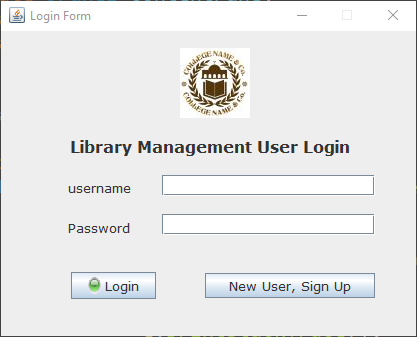 Login Form
COLLEGE NAME & Co.
COLLEGE NAME & Co.
Library Management User Login
username
Password
Login
New User, Sign Up